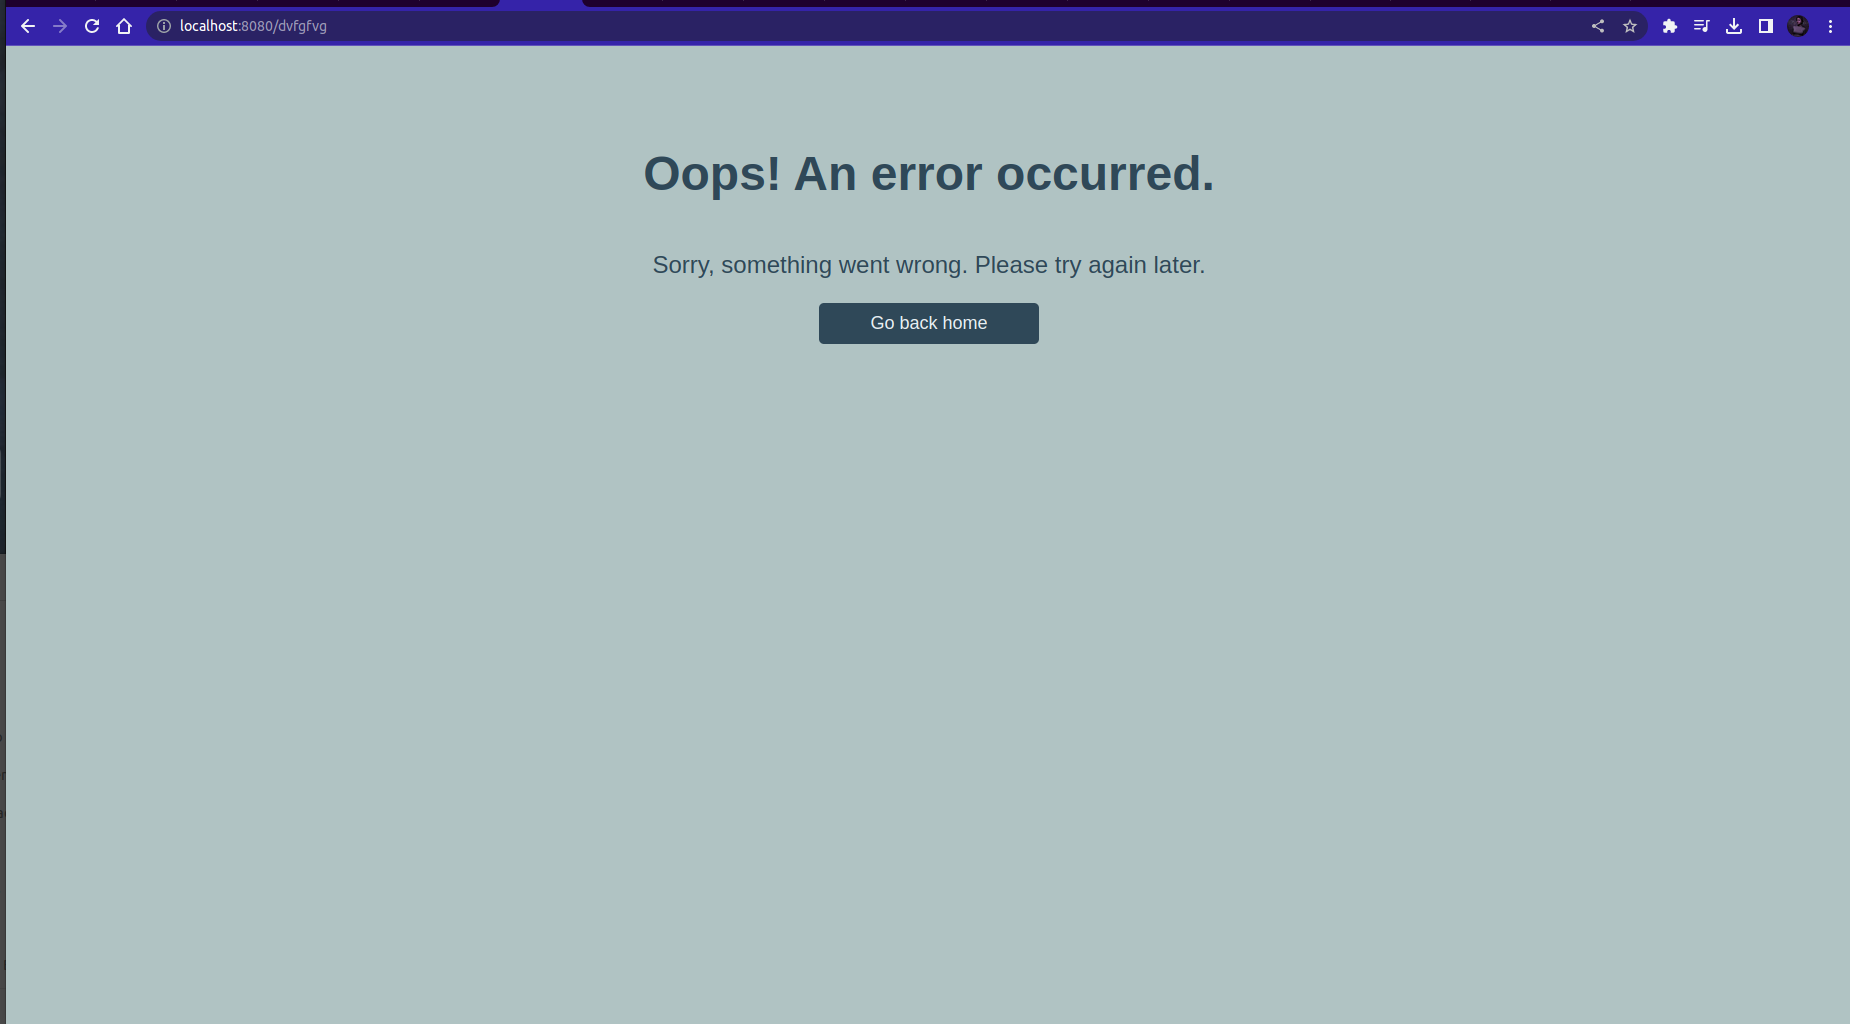 localhost:8080/dvfgfvg
Oops! An error occurred.
Sorry, something went wrong. Please try again later.
Go back home